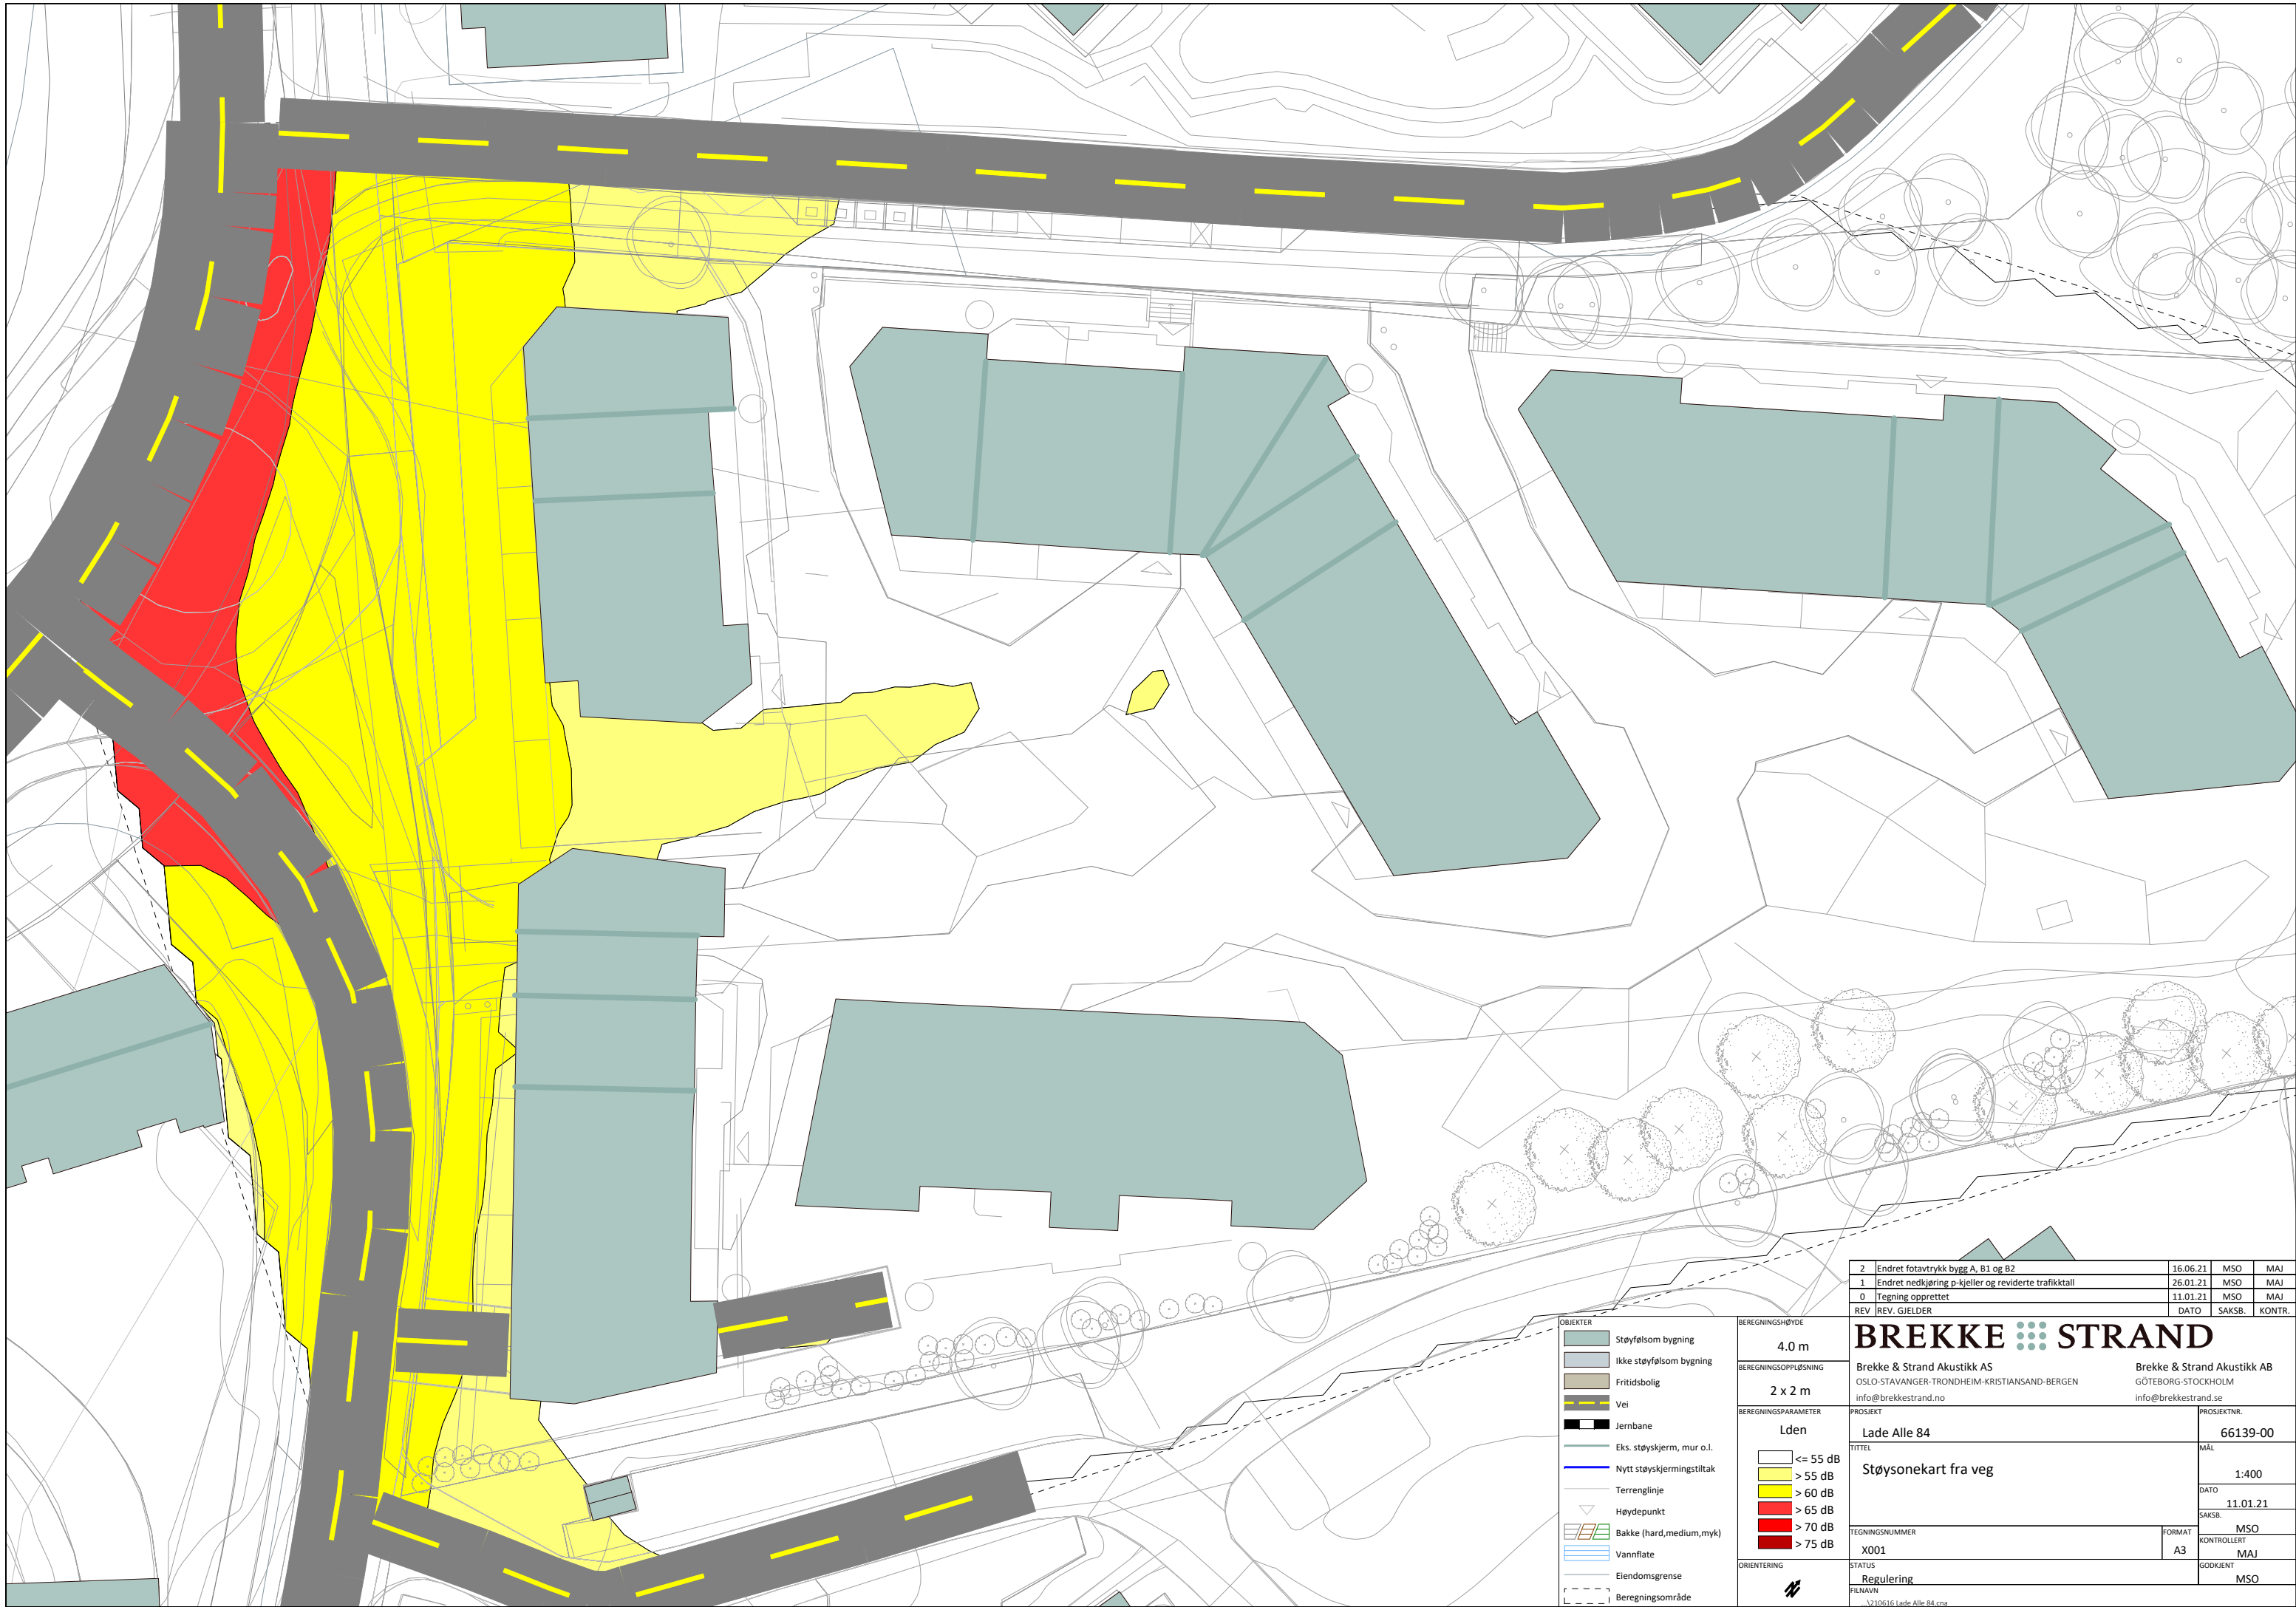 2 Endret fotavtrykk bygg A, B1 og B2 16.06.21 MSO MAJ
1 Endret nedkjøring p-kjeller og reviderte trafikktall 26.01.21 MSO MAJ
0 Tegning opprettet 11.01.21 MSO MAJ
REV REV. GJELDER DATO SAKSB. KONTR.
OBJEKTER
Støyfølsom bygning
Ikke støyfølsom bygning
Fritidsbolig
Vei
Jernbane
Eks. støyskjerm, mur o.l.
Nytt støyskjermingstiltak
Terrenglinje
Høydepunkt
Bakke (hard,medium,myk)
Vannflate
Eiendomsgrense
Beregningsområde
BEREGNINGSHØYDE
4.0 m
BEREGNINGSOPPLØSNING
2 x 2 m
BEREGNINGSPARAMETER
Lden
<= 55 dB
> 55 dB
> 60 dB
> 65 dB
> 70 dB
> 75 dB
ORIENTERING
N
BREKKE STRAND
Brekke & Strand Akustikk AS
OSLO-STAVANGER-TRONDHEIM-KRISTIANSAND-BERGEN
info@brekkestrand.no
Brekke & Strand Akustikk AB
GÖTEBORG-STOCKHOLM
info@brekkestrand.se
PROSJEKT
Lade Alle 84
PROSJEKTNR.
66139-00
TITTEL
Støysonekart fra veg
MÅL
1:400
DATO
11.01.21
SAKSB.
MSO
TEGNINGSNUMMER
X001
FORMAT
A3
KONTROLLERT
MAJ
STATUS
Regulering
GODKJENT
MSO
FILNAVN
...\210616 Lade Alle 84.cna